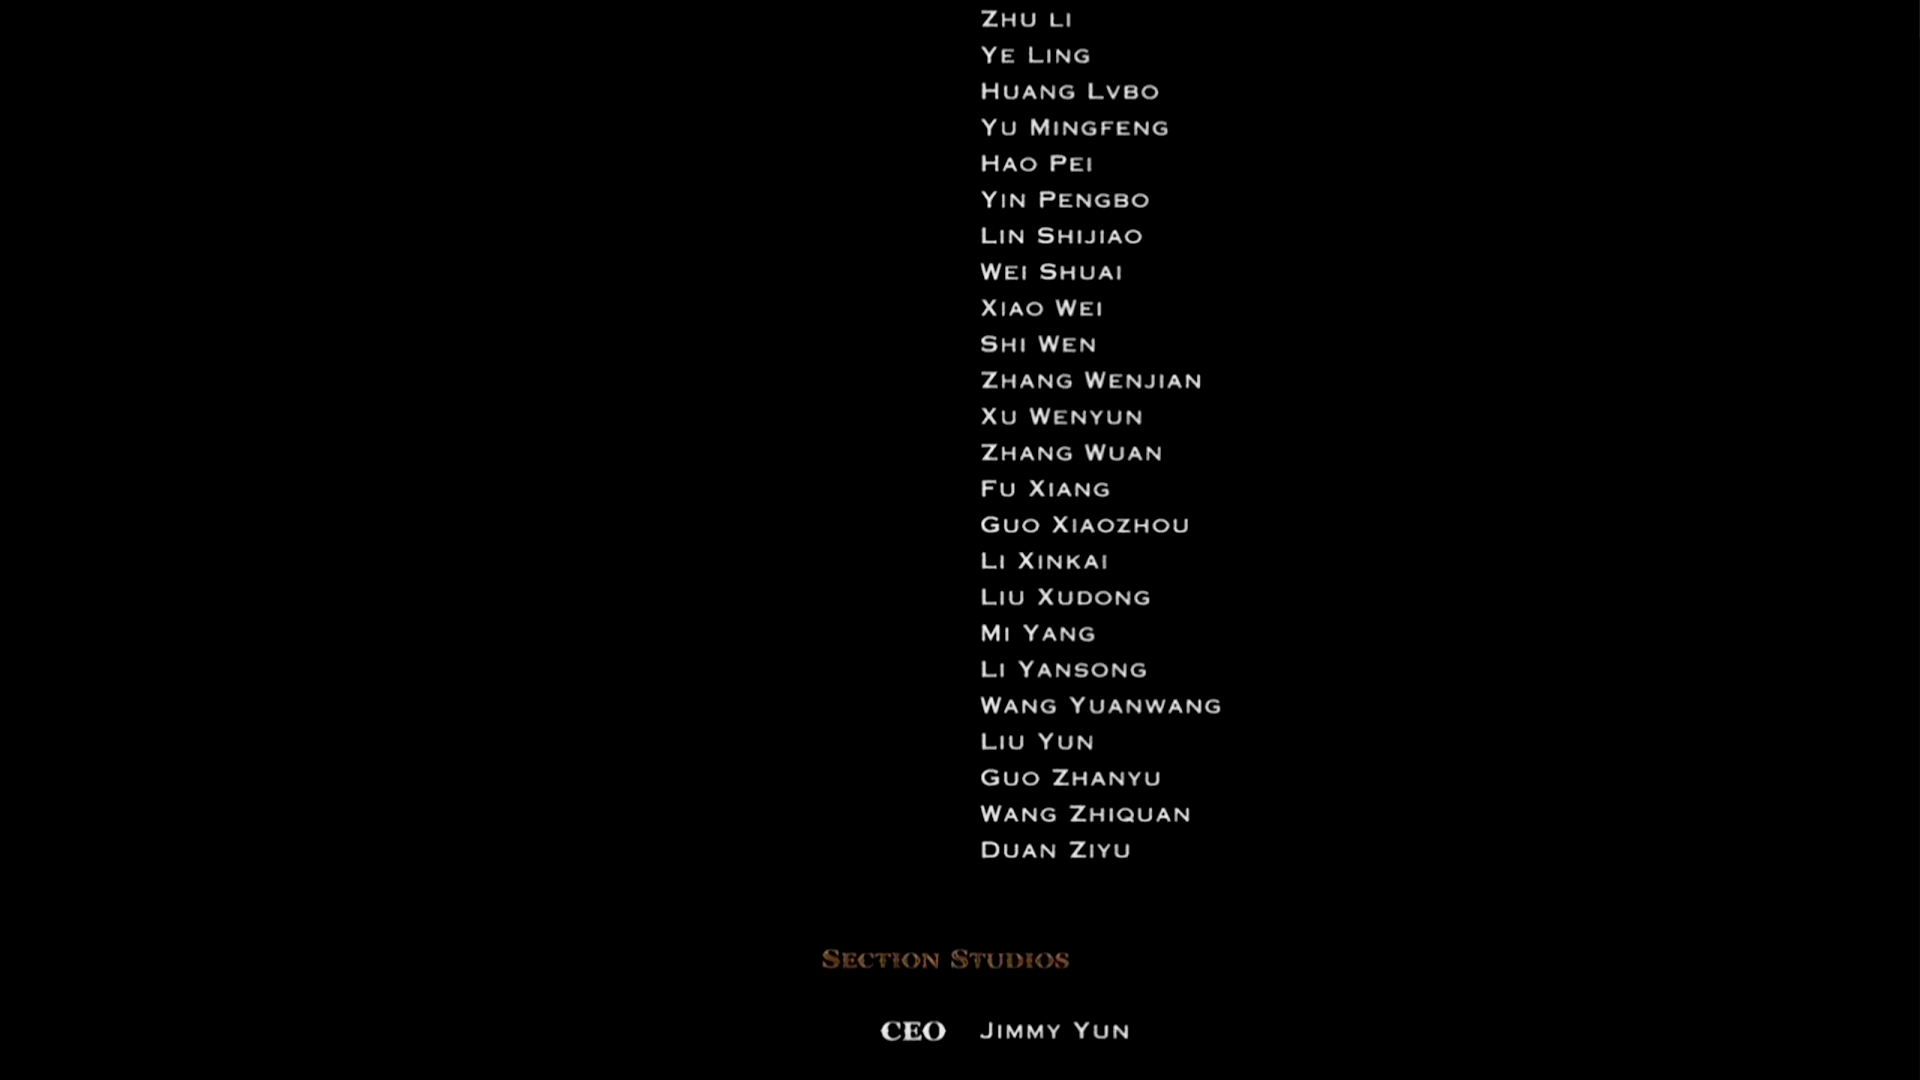 Zhu li
Ye Ling
Huang Lvbo
Yu Mingfeng
Hao Pei
Yin Pengbo
Lin Shijiao
Wei Shuai
Xiao Wei
Shi Wen
Zhang Wenjian
Xu Wenyun
Zhang Wuan
Fu Xiang
Guo Xiaozhou
Li Xinkai
Liu Xudong
Mi Yang
Li Yansong
Wang Yuanwang
Liu Yun
Guo Zhanyu
Wang Zhiquan
Duan Ziyu
Section Studios
CEO Jimmy Yun